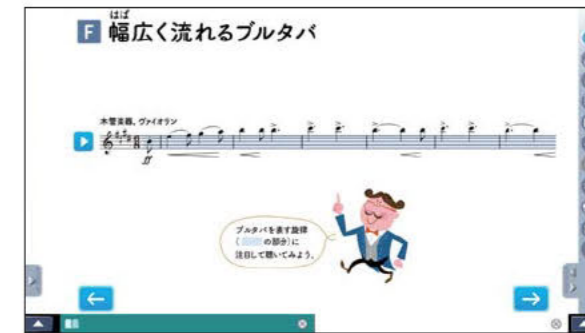 はば
F 幅広く流れるブルタバ
木管楽器、ヴァイオリン
ff
ブルタバを表す旋律
( の部分)に
注目して聴いてみよう。